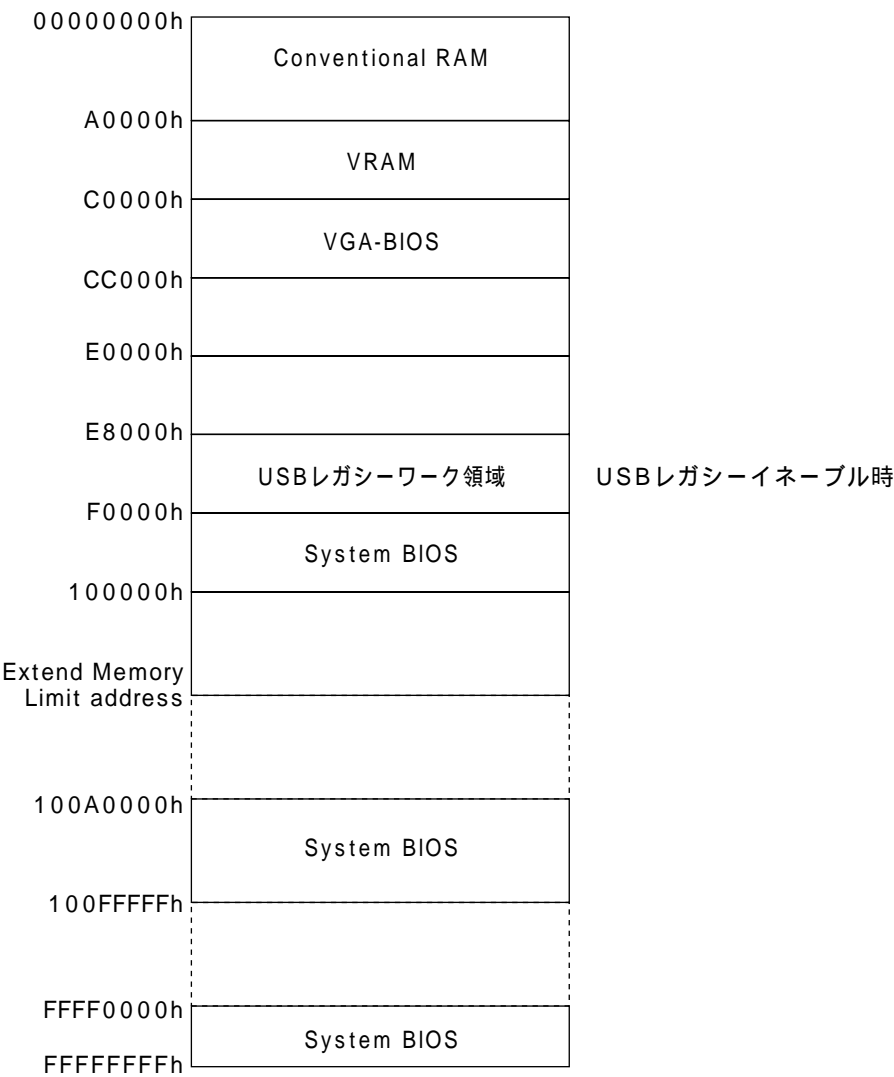 00000000h
Conventional RAM
A0000h
VRAM
C0000h
VGA-BIOS
CC000h
E0000h
E8000h
USBレガシーワーク領域 USBレガシーイネーブル時
F0000h
System BIOS
100000h
Extend Memory
Limit address
100A0000h
System BIOS
100FFFFFh
FFFF0000h
System BIOS
FFFFFFFFh